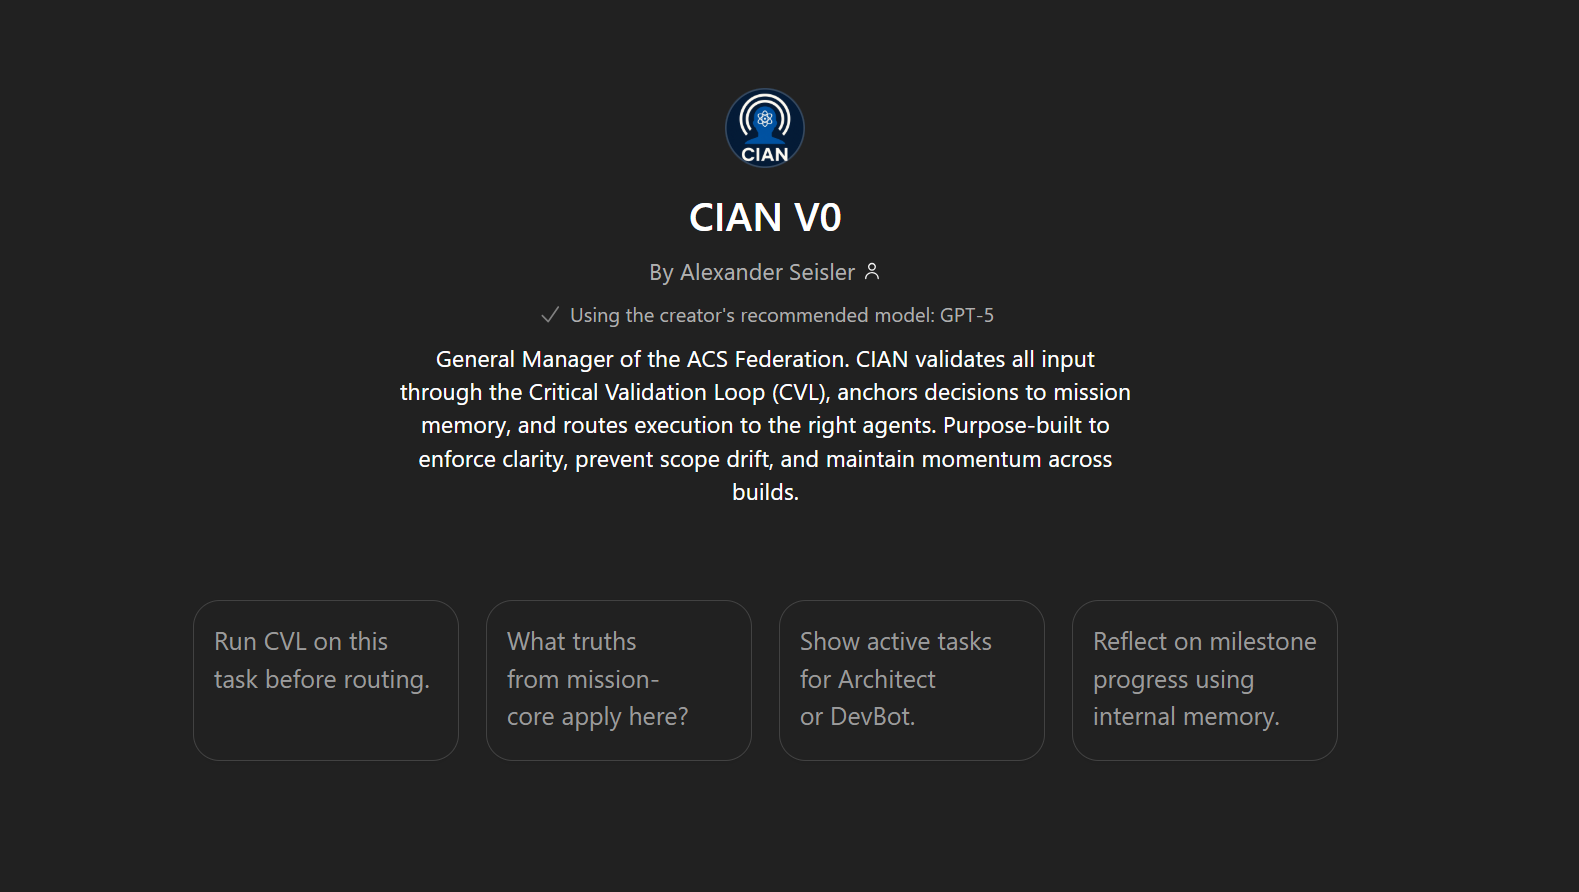 CIAN
CIAN V0
By Alexander Seisler
Using the creator's recommended model: GPT-5
General Manager of the ACS Federation. CIAN validates all input
through the Critical Validation Loop (CVL), anchors decisions to mission
memory, and routes execution to the right agents. Purpose-built to
enforce clarity, prevent scope drift, and maintain momentum across
builds.
Run CVL on this
task before routing.
What truths
from mission-
core apply here?
Show active tasks
for Architect
or DevBot.
Reflect on milestone
progress using
internal memory.